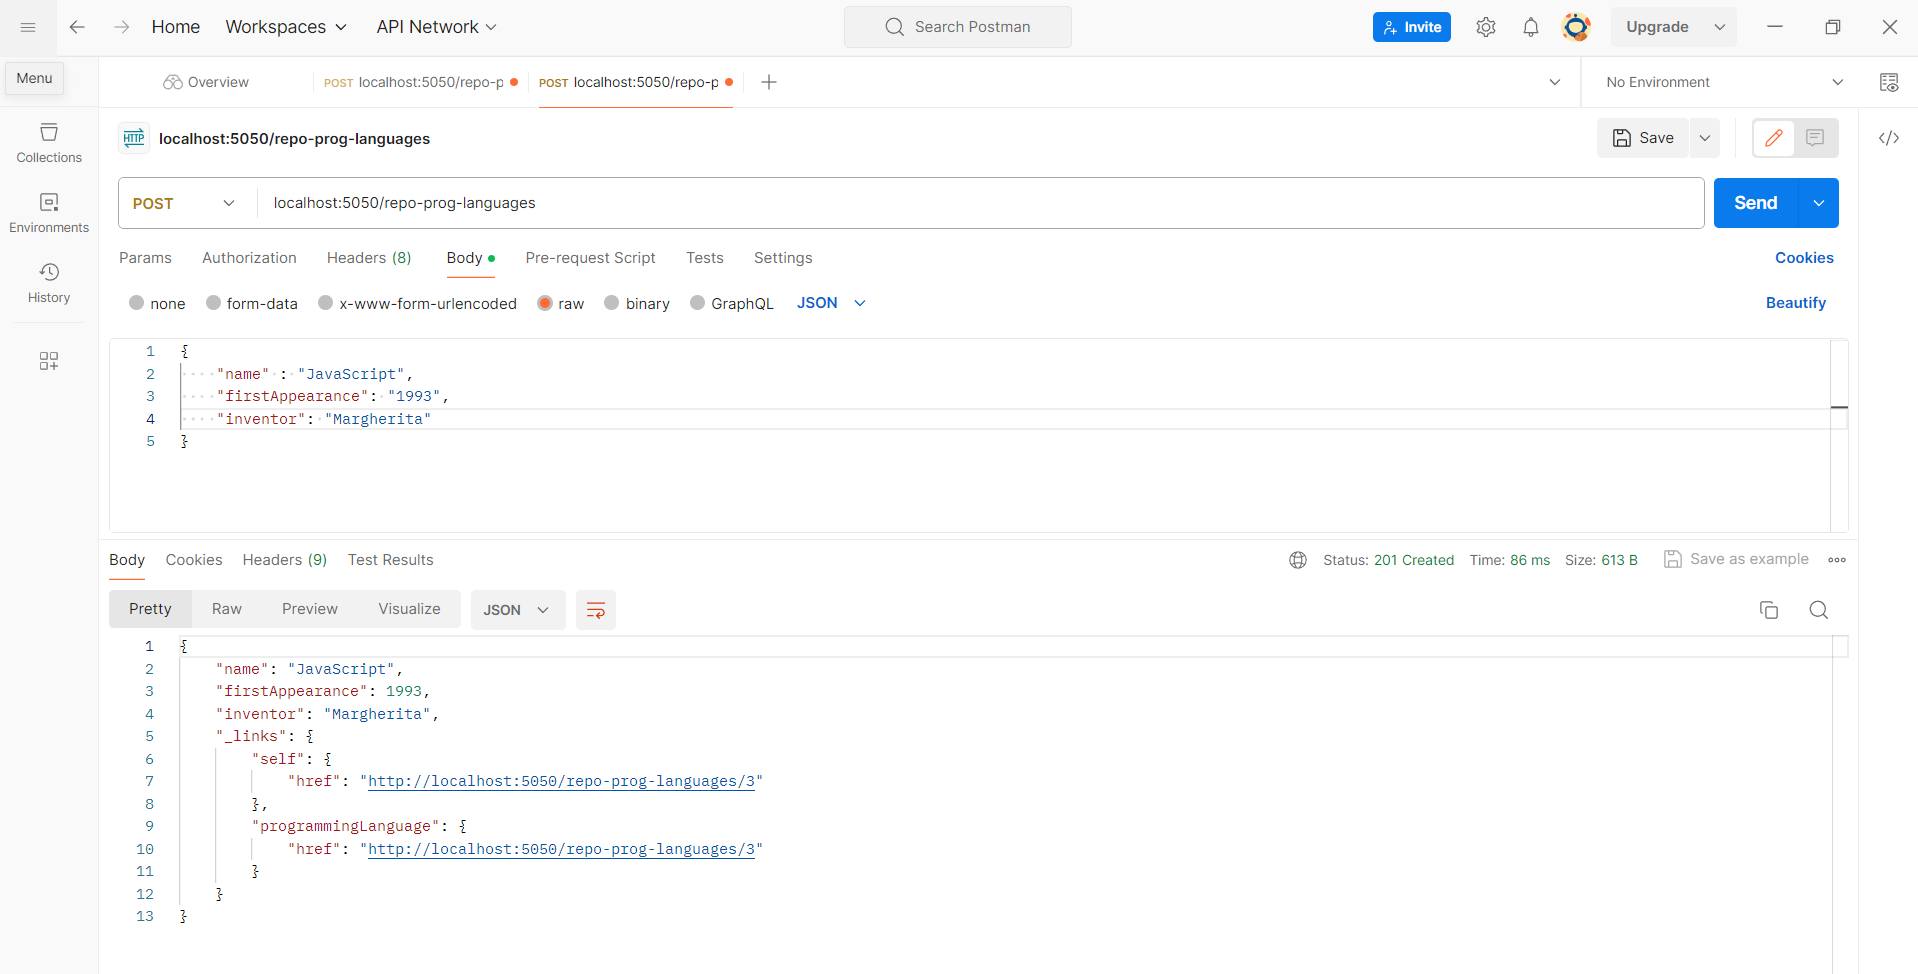 Home Workspaces API Network Search Postman Invite Upgrade
Menu Overview POST localhost:5050/repo-p POST localhost:5050/repo-p No Environment
HTTP localhost:5050/repo-prog-languages Save
Collections
POST localhost:5050/repo-prog-languages Send
Environments
Params Authorization Headers (8) Body Pre-request Script Tests Settings Cookies
History
none form-data x-www-form-urlencoded raw binary GraphQL JSON Beautify
1 {
2 "name" : "JavaScript",
3 "firstAppearance": "1993",
4 "inventor": "Margherita"
5 }
Body Cookies Headers (9) Test Results Status: 201 Created Time: 86 ms Size: 613 B Save as example
Pretty Raw Preview Visualize JSON
1 {
2 "name": "JavaScript",
3 "firstAppearance": 1993,
4 "inventor": "Margherita",
5 "_links": {
6 "self": {
7 "href": "http://localhost:5050/repo-prog-languages/3"
8 },
9 "programmingLanguage": {
10 "href": "http://localhost:5050/repo-prog-languages/3"
11 }
12 }
13 }